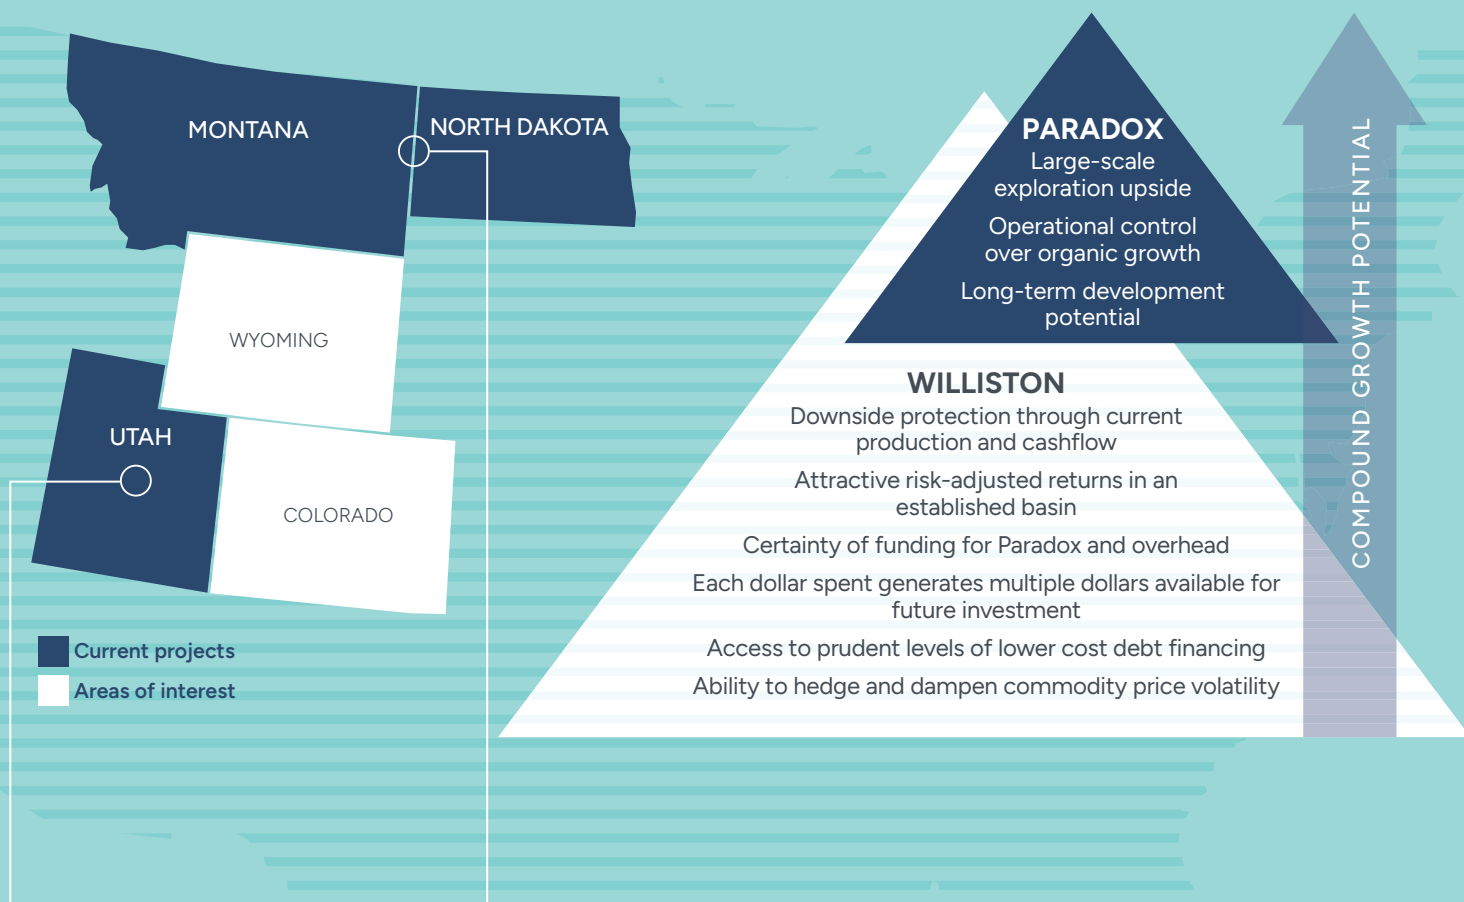 MONTANA
NORTH DAKOTA
WYOMING
UTAH
COLORADO
Current projects
Areas of interest
PARADOX
Large-scale
exploration upside
Operational control
over organic growth
Long-term development
potential
WILLISTON
Downside protection through current
production and cashflow
Attractive risk-adjusted returns in an
established basin
Certainty of funding for Paradox and overhead
Each dollar spent generates multiple dollars available for
future investment
Access to prudent levels of lower cost debt financing
Ability to hedge and dampen commodity price volatility
COMPOUND GROWTH POTENTIAL